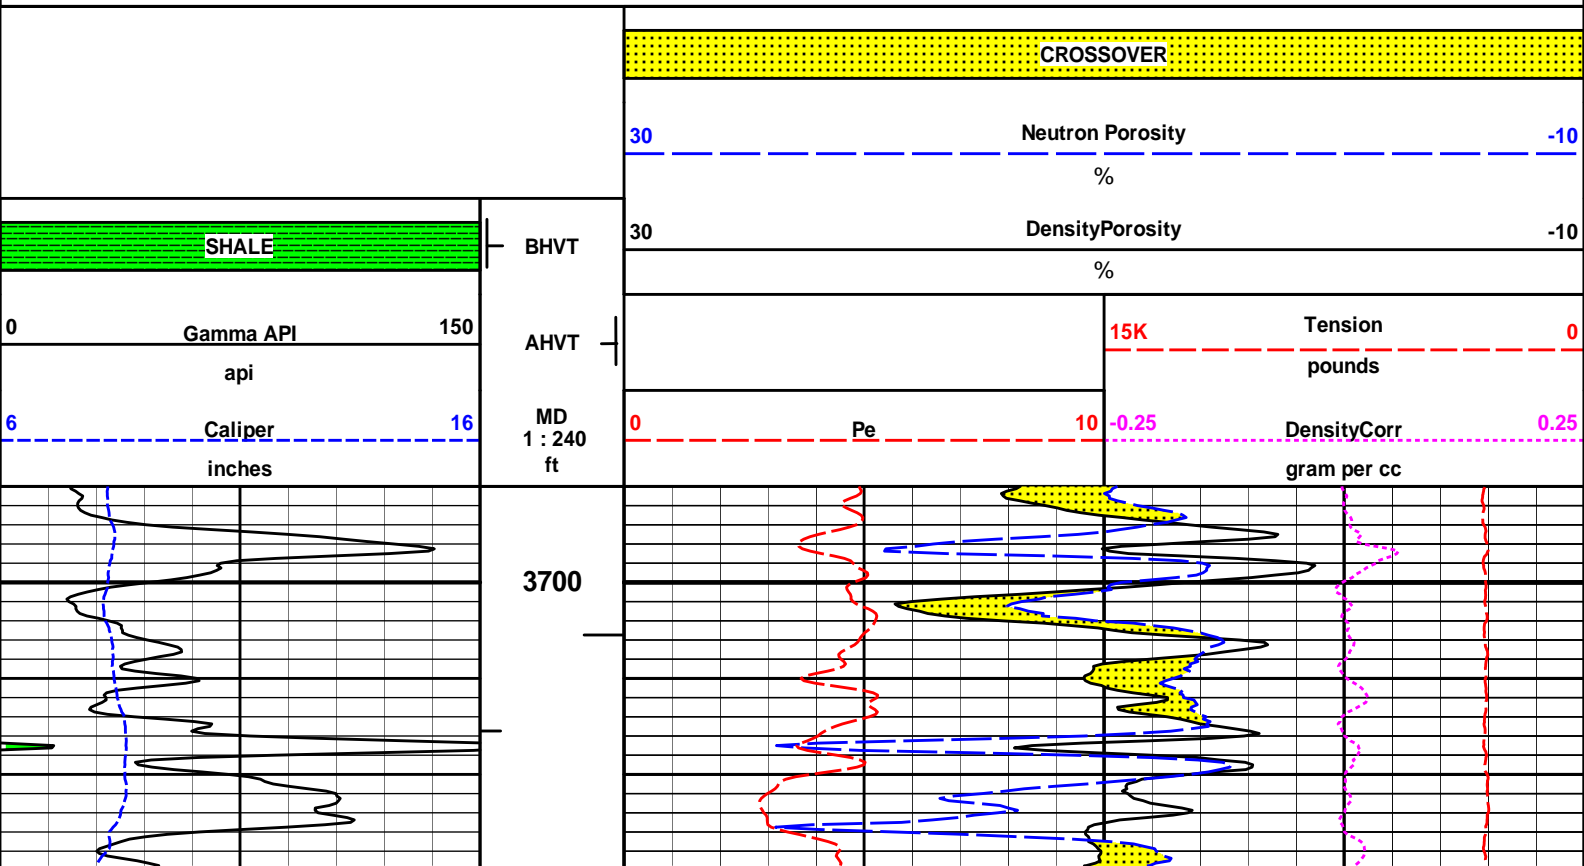 CROSSOVER
30 Neutron Porosity -10
%
30 DensityPorosity -10
%
SHALE
BHVT
0 Gamma API 150
api
AHVT
15K Tension 0
pounds
6 Caliper 16
inches
MD
1 : 240
ft
0 Pe 10
-0.25 DensityCorr 0.25
gram per cc
3700